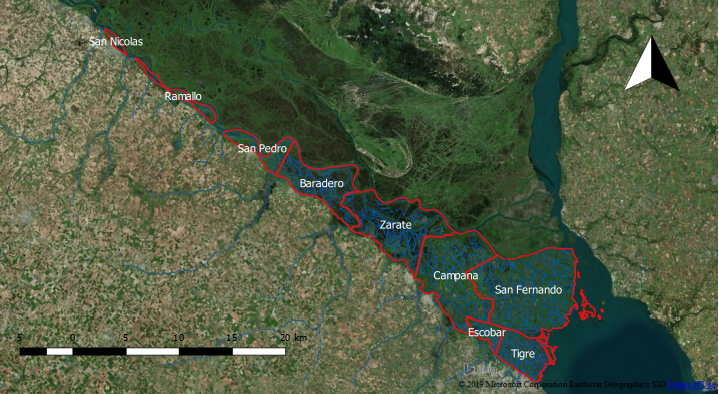 San Nicolas
Ramallo
San Pedro
Baradero
Zarate
Campana
San Fernando
Escobar
Tigre
5 0 5 10 15 20 km
© 2019 Microsoft Corporation Earthstar Geographics SIO